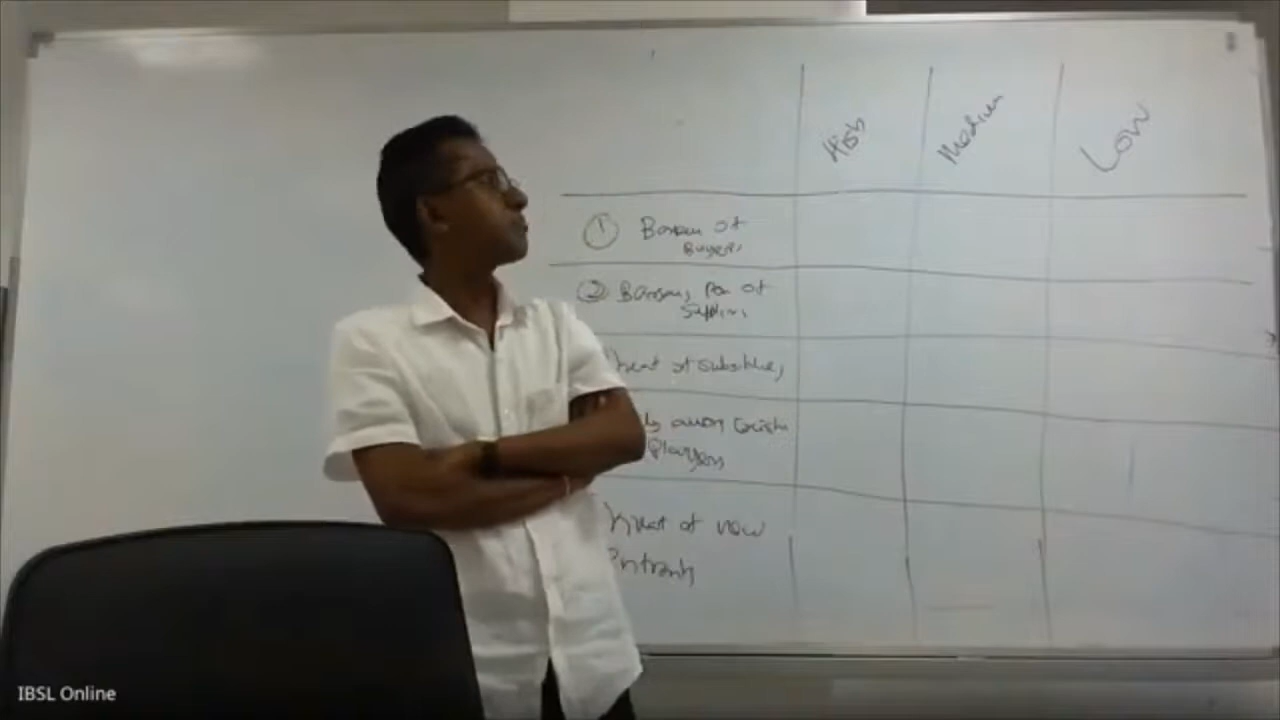 High Medium Low
① Bargain of
Buyers
② Bargain, Pow of
Suppliers
threat of substitutes
among Existi
Players
threat of new
Entrants
IBSL Online